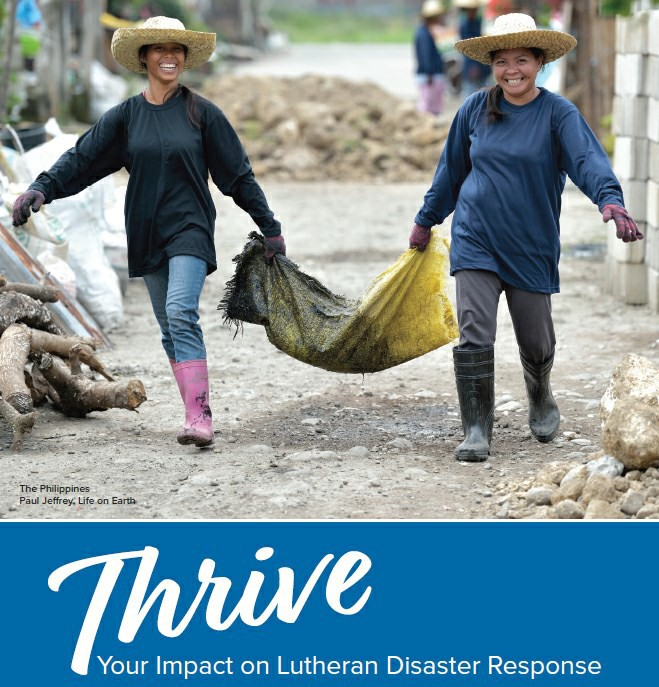 The Philippines
Paul Jeffrey, Life on Earth
Thrive
Your Impact on Lutheran Disaster Response